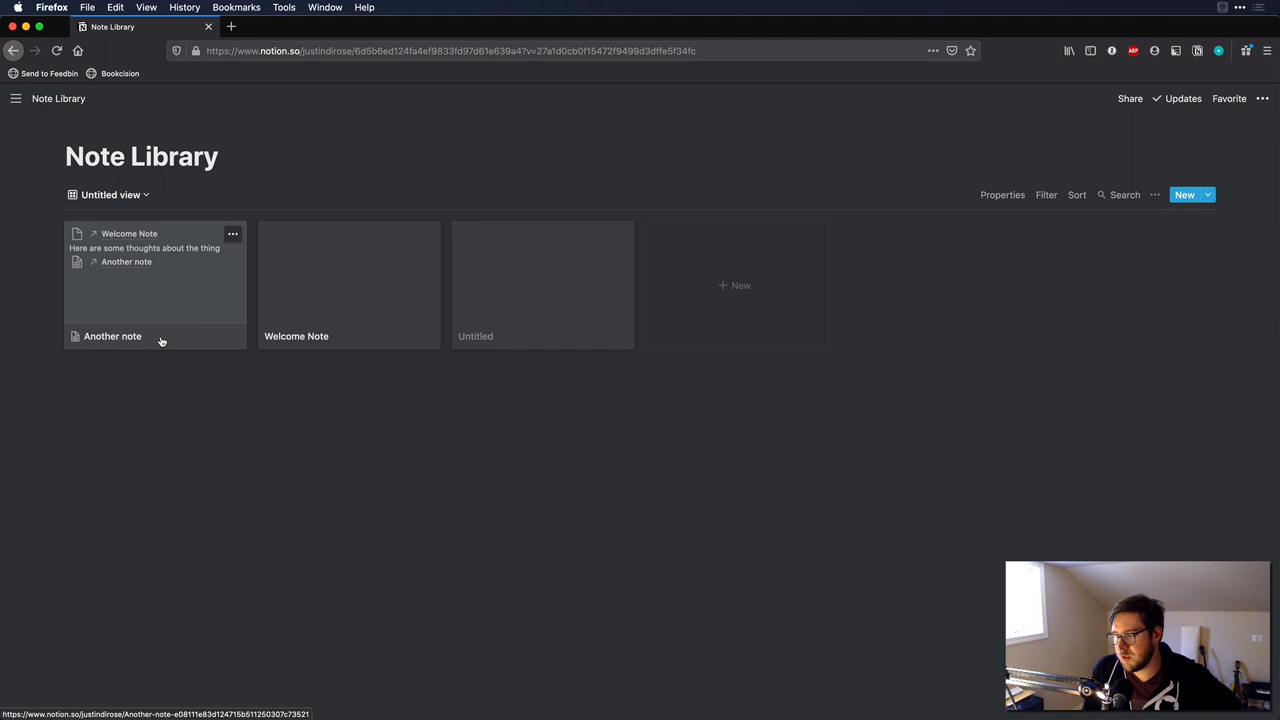 Firefox File Edit View History Bookmarks Tools Window Help
Note Library
https://www.notion.so/justindirose/6d5b6ed124fa4ef9833fd97d61e639a4?v=27a1d0cb0f15472f9499d3dffe5f34fc
ABP
Send to Feedbin Bookcision
Note Library Share Updates Favorite
Note Library
Untitled view Properties Filter Sort Search New
Welcome Note
Here are some thoughts about the thing
Another note
+ New
Another note Welcome Note Untitled
https://www.notion.so/justindirose/Another-note-e08111e83d124715b511250307c73521